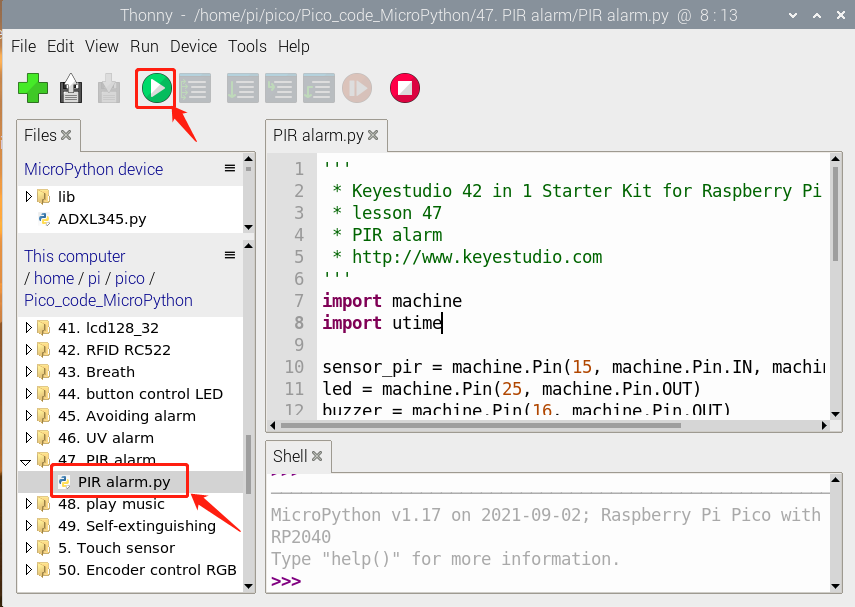 Thonny - /home/pi/pico/Pico_code_MicroPython/47. PIR alarm/PIR alarm.py @ 8 : 13
File Edit View Run Device Tools Help
Files
MicroPython device
lib
ADXL345.py
This computer
/ home / pi / pico /
Pico_code_MicroPython
41. lcd128_32
42. RFID RC522
43. Breath
44. button control LED
45. Avoiding alarm
46. UV alarm
47. PIR alarm
PIR alarm.py
48. play music
49. Self-extinguishing
5. Touch sensor
50. Encoder control RGB
PIR alarm.py
1 '''
2 * Keyestudio 42 in 1 Starter Kit for Raspberry Pi
3 * lesson 47
4 * PIR alarm
5 * http://www.keyestudio.com
6 '''
7 import machine
8 import utime
9
10 sensor_pir = machine.Pin(15, machine.Pin.IN, machin
11 led = machine.Pin(25, machine.Pin.OUT)
12 buzzer = machine.Pin(16, machine.Pin.OUT)
Shell
>>>
MicroPython v1.17 on 2021-09-02; Raspberry Pi Pico with
RP2040
Type "help()" for more information.
>>>